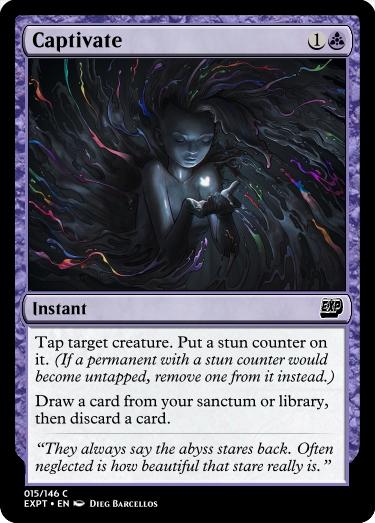 Captivate 1
Instant
EXP
Tap target creature. Put a stun counter on
it. (If a permanent with a stun counter would
become untapped, remove one from it instead.)
Draw a card from your sanctum or library,
then discard a card.
“They always say the abyss stares back. Often
neglected is how beautiful that stare really is.”
015/146 C
EXPT • EN Dieg Barcellos